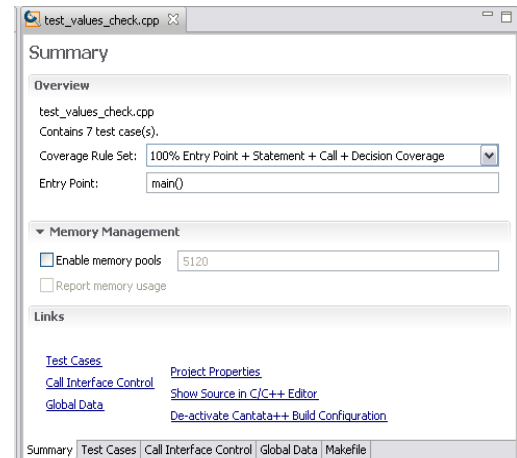 test_values_check.cpp
Summary
Overview
test_values_check.cpp
Contains 7 test case(s).
Coverage Rule Set: 100% Entry Point + Statement + Call + Decision Coverage
Entry Point: main()
Memory Management
Enable memory pools 5120
Report memory usage
Links
Test Cases
Call Interface Control
Global Data
Project Properties
Show Source in C/C++ Editor
De-activate Cantata++ Build Configuration
Summary Test Cases Call Interface Control Global Data Makefile